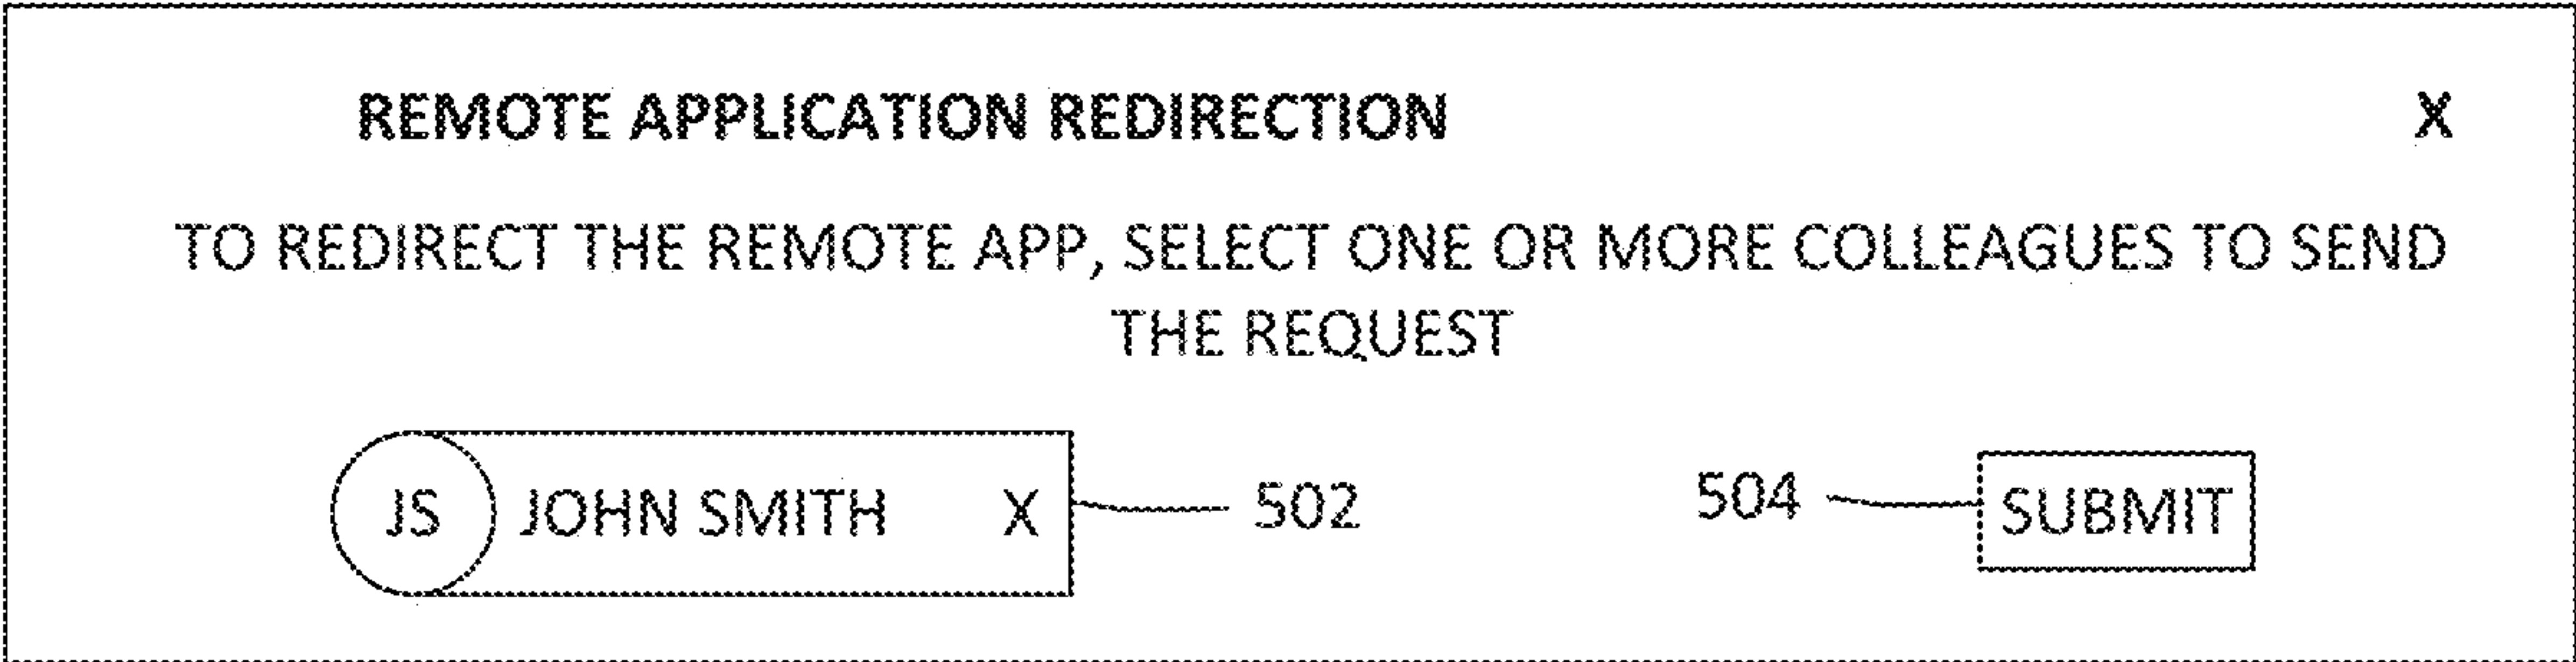 REMOTE APPLICATION REDIRECTION X
TO REDIRECT THE REMOTE APP, SELECT ONE OR MORE COLLEAGUES TO SEND
THE REQUEST
JS JOHN SMITH X 502 504 SUBMIT